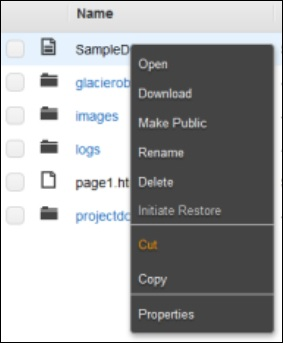 Name
SampleD
glacierob
images
logs
page1.ht
projectdo
Open
Download
Make Public
Rename
Delete
Initiate Restore
Cut
Copy
Properties